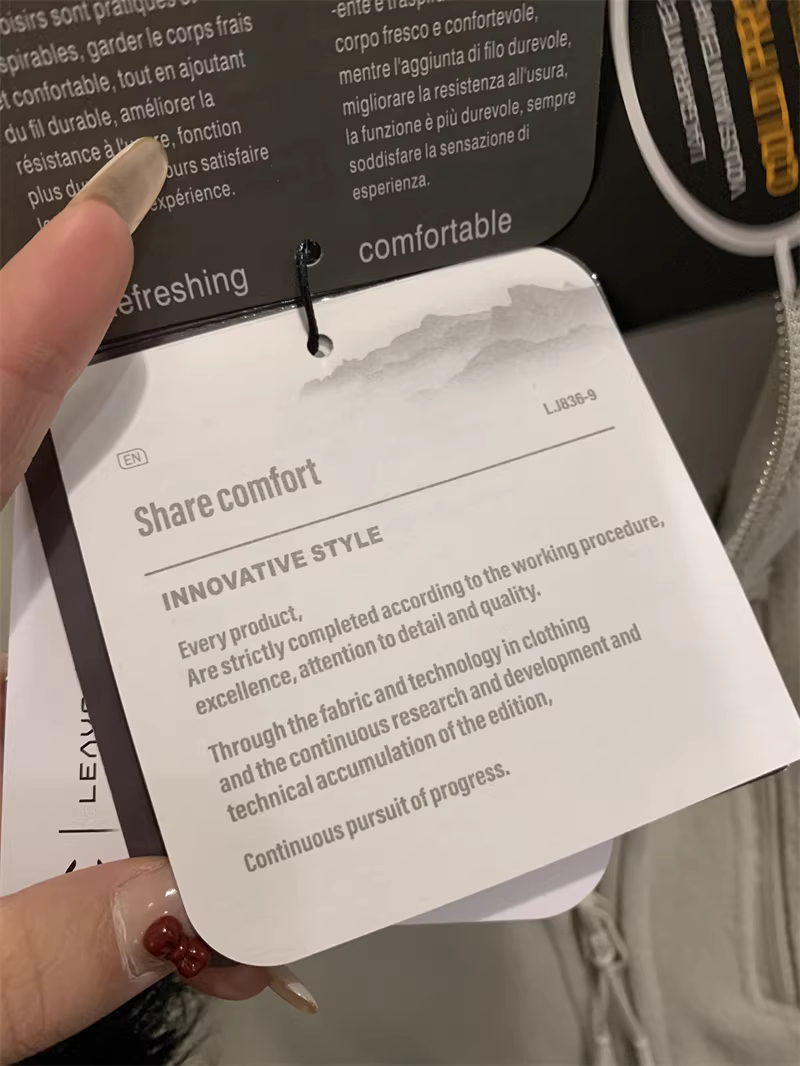 oisirs sont pratiques
spirables, garder le corps frais
et confortable, tout en ajoutant
du fil durable, améliorer la
résistance à, fonction
plus ours satisfaire
expérience.
efreshing
corpo fresco e confortevole,
mentre l'aggiunta di filo durevole,
migliorare la resistenza all'usura,
la funzione è più durevole, sempre
soddisfare la sensazione di
esperienza.
comfortable
L.J836-9
EN
Share comfort
INNOVATIVE STYLE
Every product,
Are strictly completed according to the working procedure,
excellence, attention to detail and quality.
Through the fabric and technology in clothing
and the continuous research and development and
technical accumulation of the edition,
Continuous pursuit of progress.